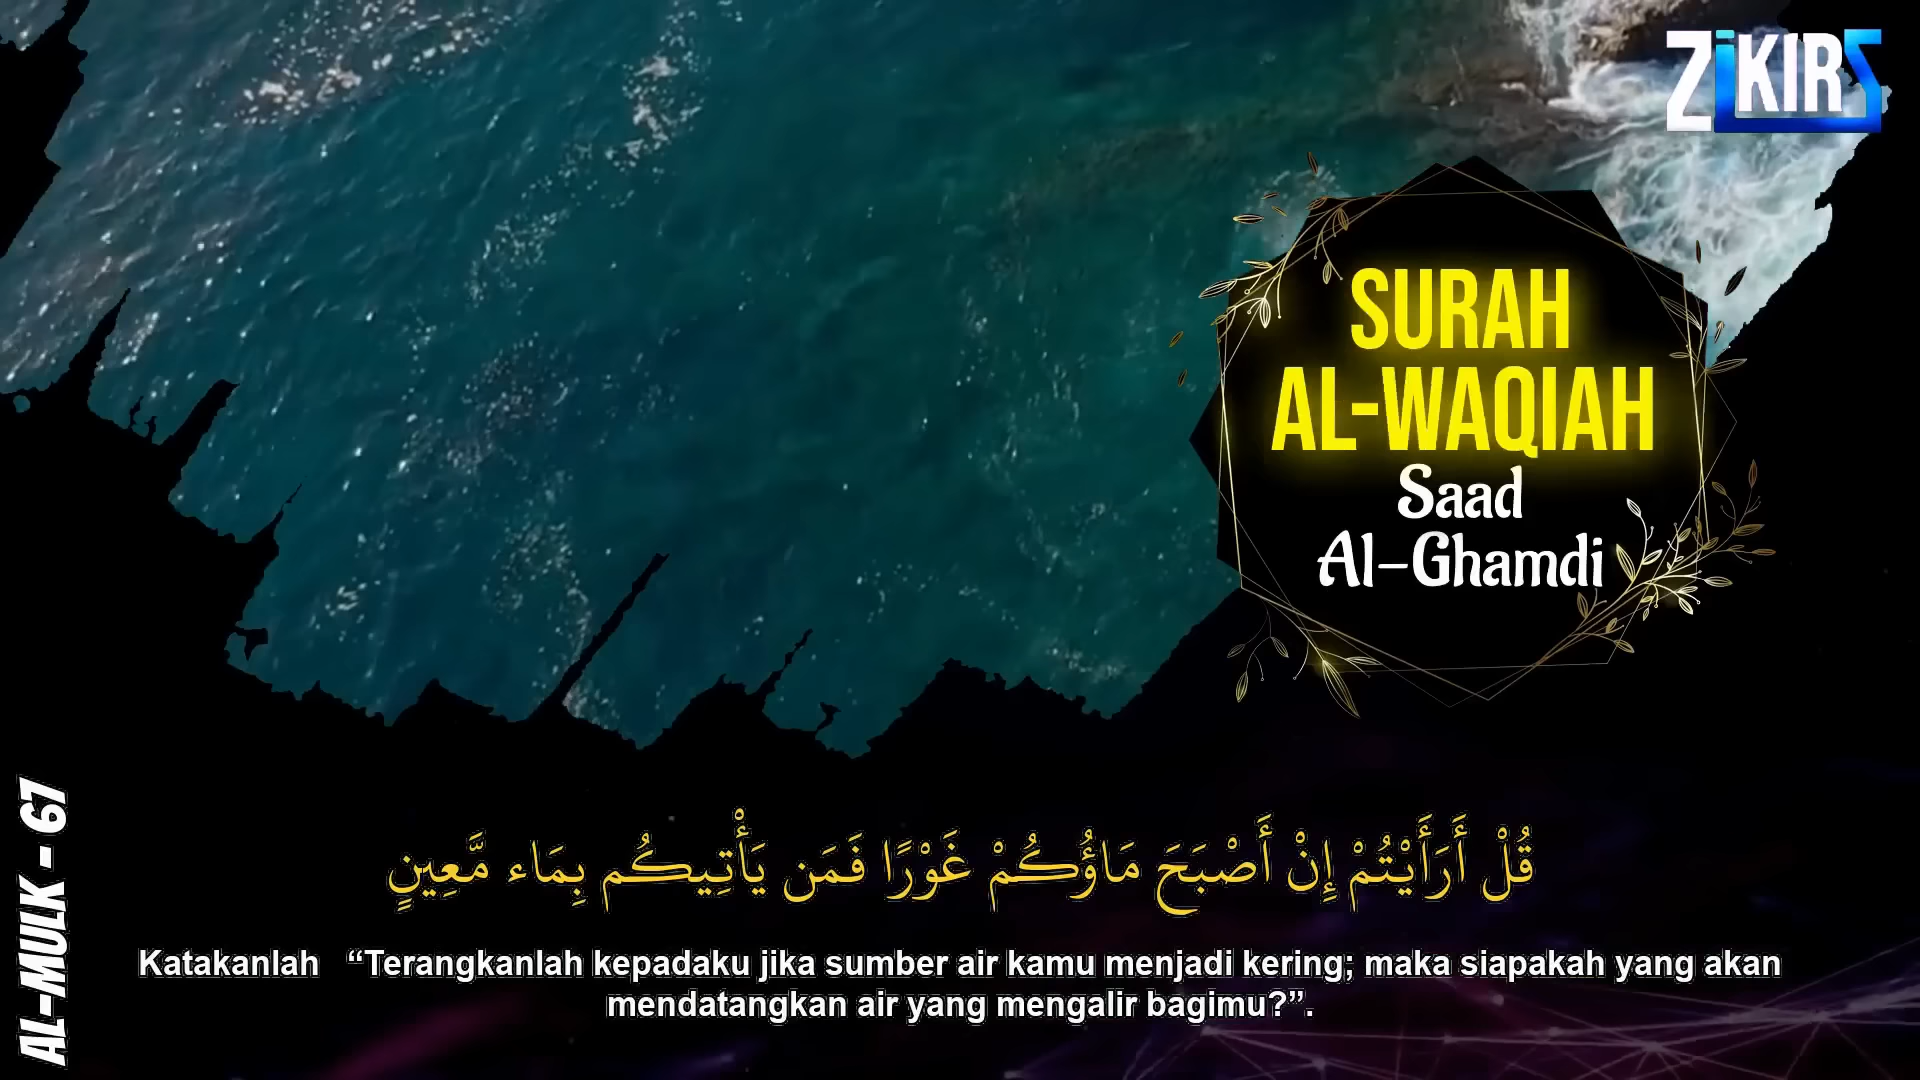 ZiKIRS
SURAH
AL-WAQIAH
Saad
Al-Ghamdi
AL-MULK - 67
قُلْ أَرَأَيْتُمْ إِنْ أَصْبَحَ مَاؤُكُمْ غَوْرًا فَمَن يَأْتِيكُم بِمَاء مَّعِينٍ
Katakanlah “Terangkanlah kepadaku jika sumber air kamu menjadi kering; maka siapakah yang akan
mendatangkan air yang mengalir bagimu?”.